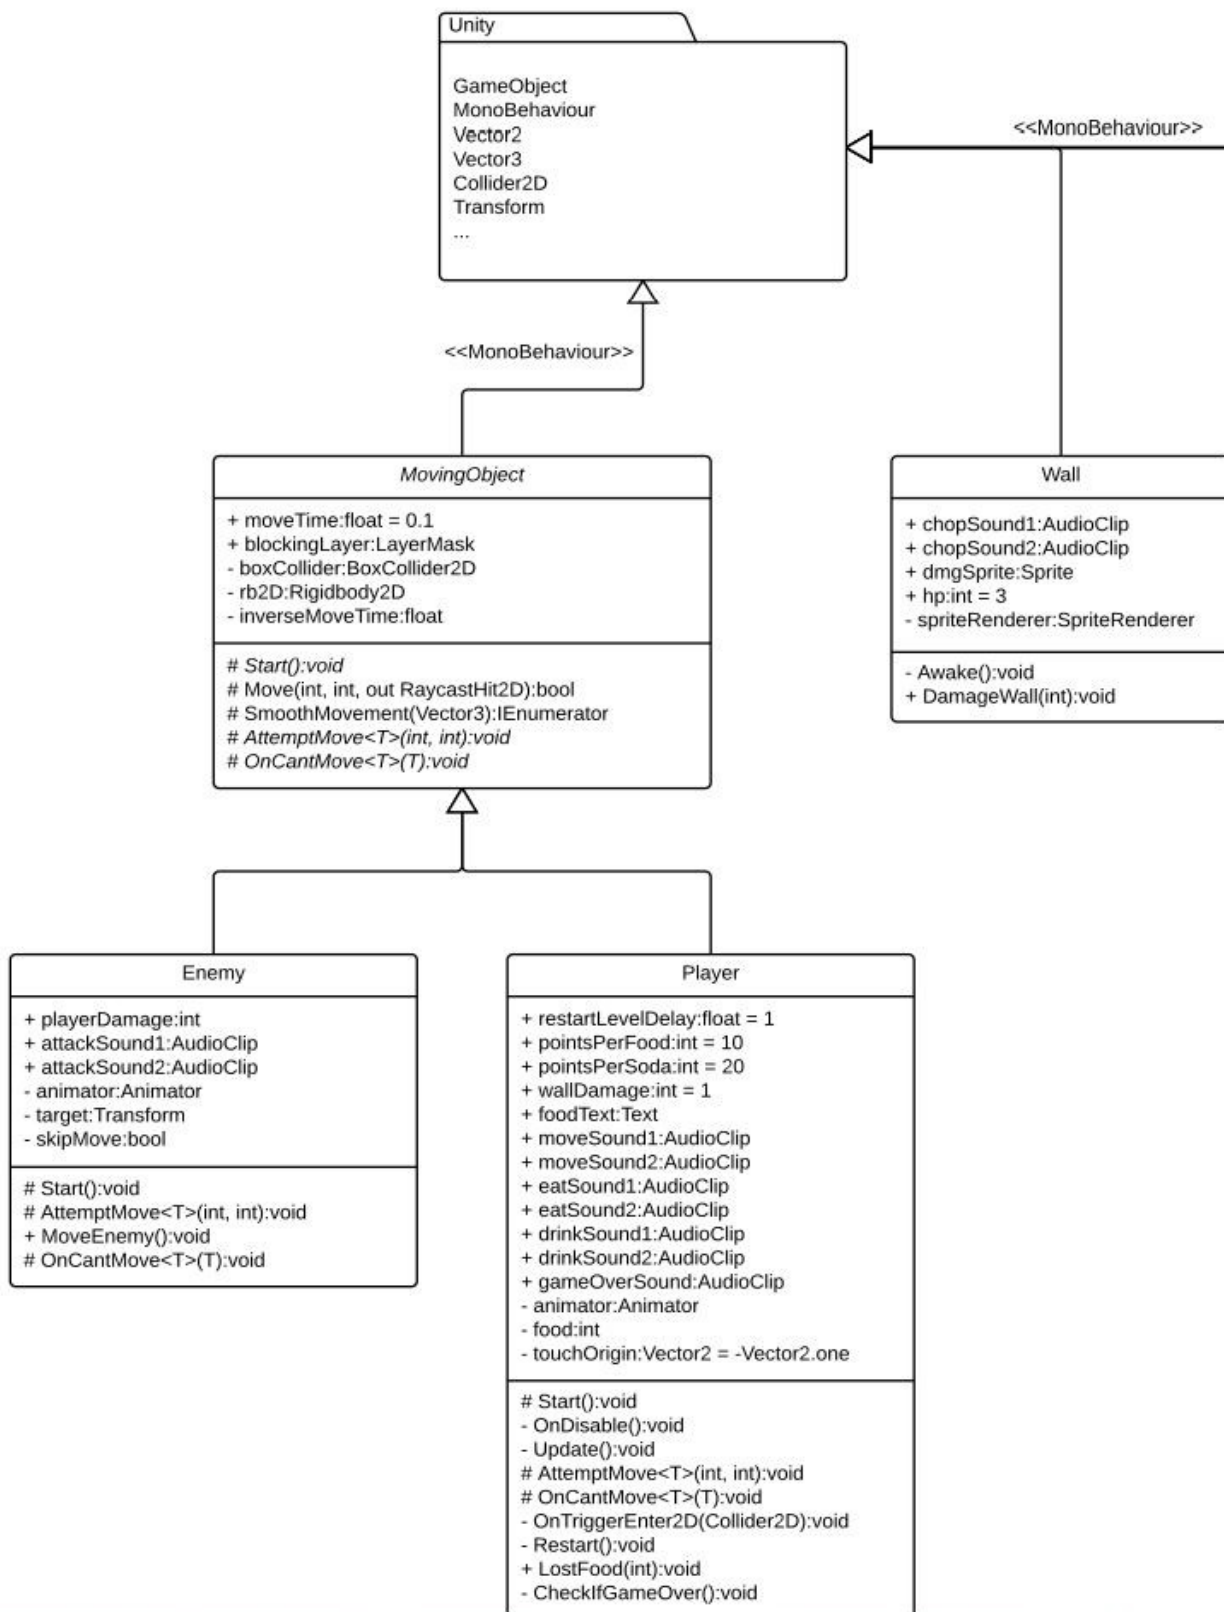 Unity
GameObject
MonoBehaviour
Vector2
Vector3
Collider2D
Transform
...
<<MonoBehaviour>>
<<MonoBehaviour>>
MovingObject
+ moveTime:float = 0.1
+ blockingLayer:LayerMask
- boxCollider:BoxCollider2D
- rb2D:Rigidbody2D
- inverseMoveTime:float
# Start():void
# Move(int, int, out RaycastHit2D):bool
# SmoothMovement(Vector3):IEnumerator
# AttemptMove<T>(int, int):void
# OnCantMove<T>(T):void
Wall
+ chopSound1:AudioClip
+ chopSound2:AudioClip
+ dmgSprite:Sprite
+ hp:int = 3
- spriteRenderer:SpriteRenderer
- Awake():void
+ DamageWall(int):void
Enemy
+ playerDamage:int
+ attackSound1:AudioClip
+ attackSound2:AudioClip
- animator:Animator
- target:Transform
- skipMove:bool
# Start():void
# AttemptMove<T>(int, int):void
+ MoveEnemy():void
# OnCantMove<T>(T):void
Player
+ restartLevelDelay:float = 1
+ pointsPerFood:int = 10
+ pointsPerSoda:int = 20
+ wallDamage:int = 1
+ foodText:Text
+ moveSound1:AudioClip
+ moveSound2:AudioClip
+ eatSound1:AudioClip
+ eatSound2:AudioClip
+ drinkSound1:AudioClip
+ drinkSound2:AudioClip
+ gameOverSound:AudioClip
- animator:Animator
- food:int
- touchOrigin:Vector2 = -Vector2.one
# Start():void
- OnDisable():void
- Update():void
# AttemptMove<T>(int, int):void
# OnCantMove<T>(T):void
- OnTriggerEnter2D(Collider2D):void
- Restart():void
+ LostFood(int):void
- CheckIfGameOver():void